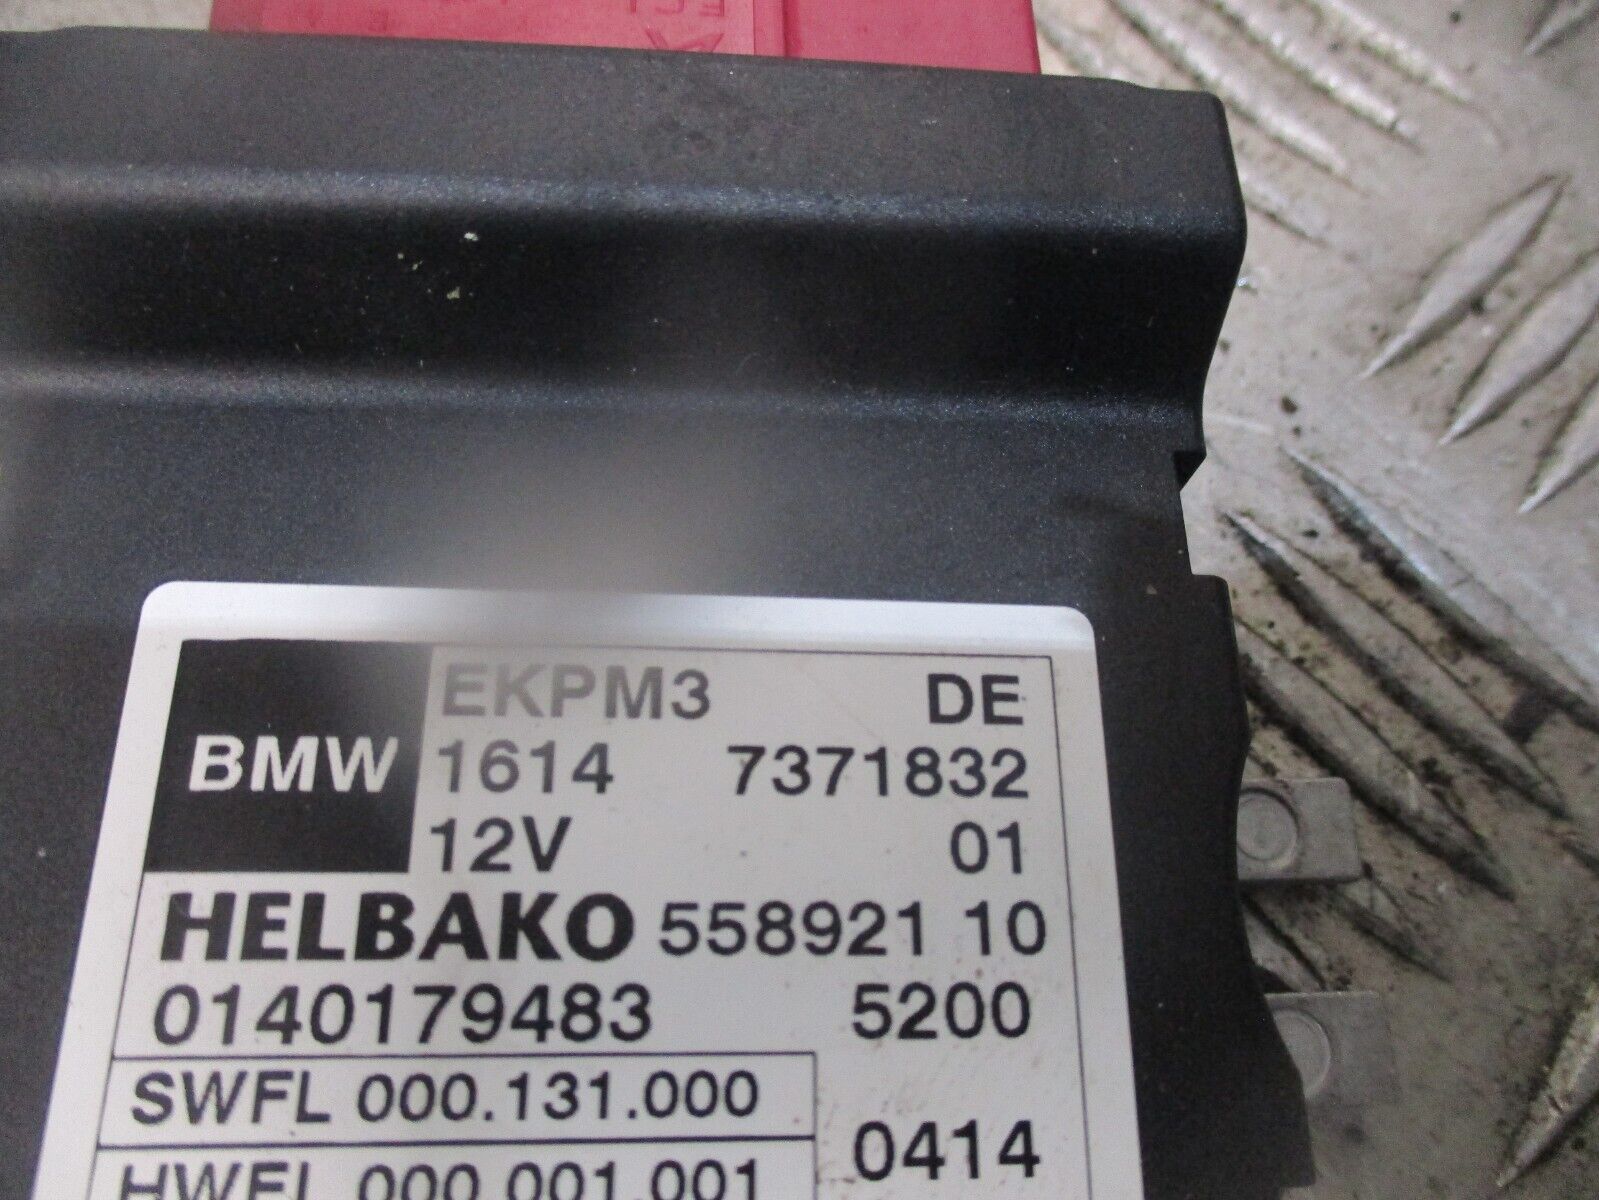 EKPM3 DE
BMW 1614 7371832
12V 01
HELBAKO 558921 10
0140179483 5200
SWFL 000.131.000
0414
HWEL 000.001.001